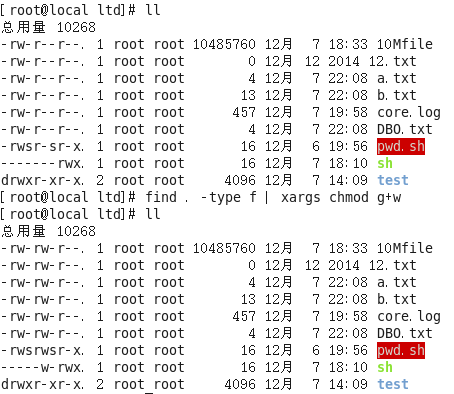 [root@local ltd]# ll
总用量 10268
-rw-r--r--. 1 root root 10485760 12月  7 18:33 10Mfile
-rw-r--r--. 1 root root        0 12月 12 2014 12.txt
-rw-r--r--. 1 root root        4 12月  7 22:08 a.txt
-rw-r--r--. 1 root root       13 12月  7 22:08 b.txt
-rw-r--r--. 1 root root      457 12月  7 19:58 core.log
-rw-r--r--. 1 root root        4 12月  7 22:08 DB0.txt
-rwsr-sr-x. 1 root root       16 12月  6 19:56 pwd.sh
-------rwx. 1 root root       16 12月  7 18:10 sh
drwxr-xr-x. 2 root root     4096 12月  7 14:09 test
[root@local ltd]# find . -type f | xargs chmod g+w
[root@local ltd]# ll
总用量 10268
-rw-rw-r--. 1 root root 10485760 12月  7 18:33 10Mfile
-rw-rw-r--. 1 root root        0 12月 12 2014 12.txt
-rw-rw-r--. 1 root root        4 12月  7 22:08 a.txt
-rw-rw-r--. 1 root root       13 12月  7 22:08 b.txt
-rw-rw-r--. 1 root root      457 12月  7 19:58 core.log
-rw-rw-r--. 1 root root        4 12月  7 22:08 DB0.txt
-rwsrwsr-x. 1 root root       16 12月  6 19:56 pwd.sh
-----w-rwx. 1 root root       16 12月  7 18:10 sh
drwxr-xr-x. 2 root root     4096 12月  7 14:09 test